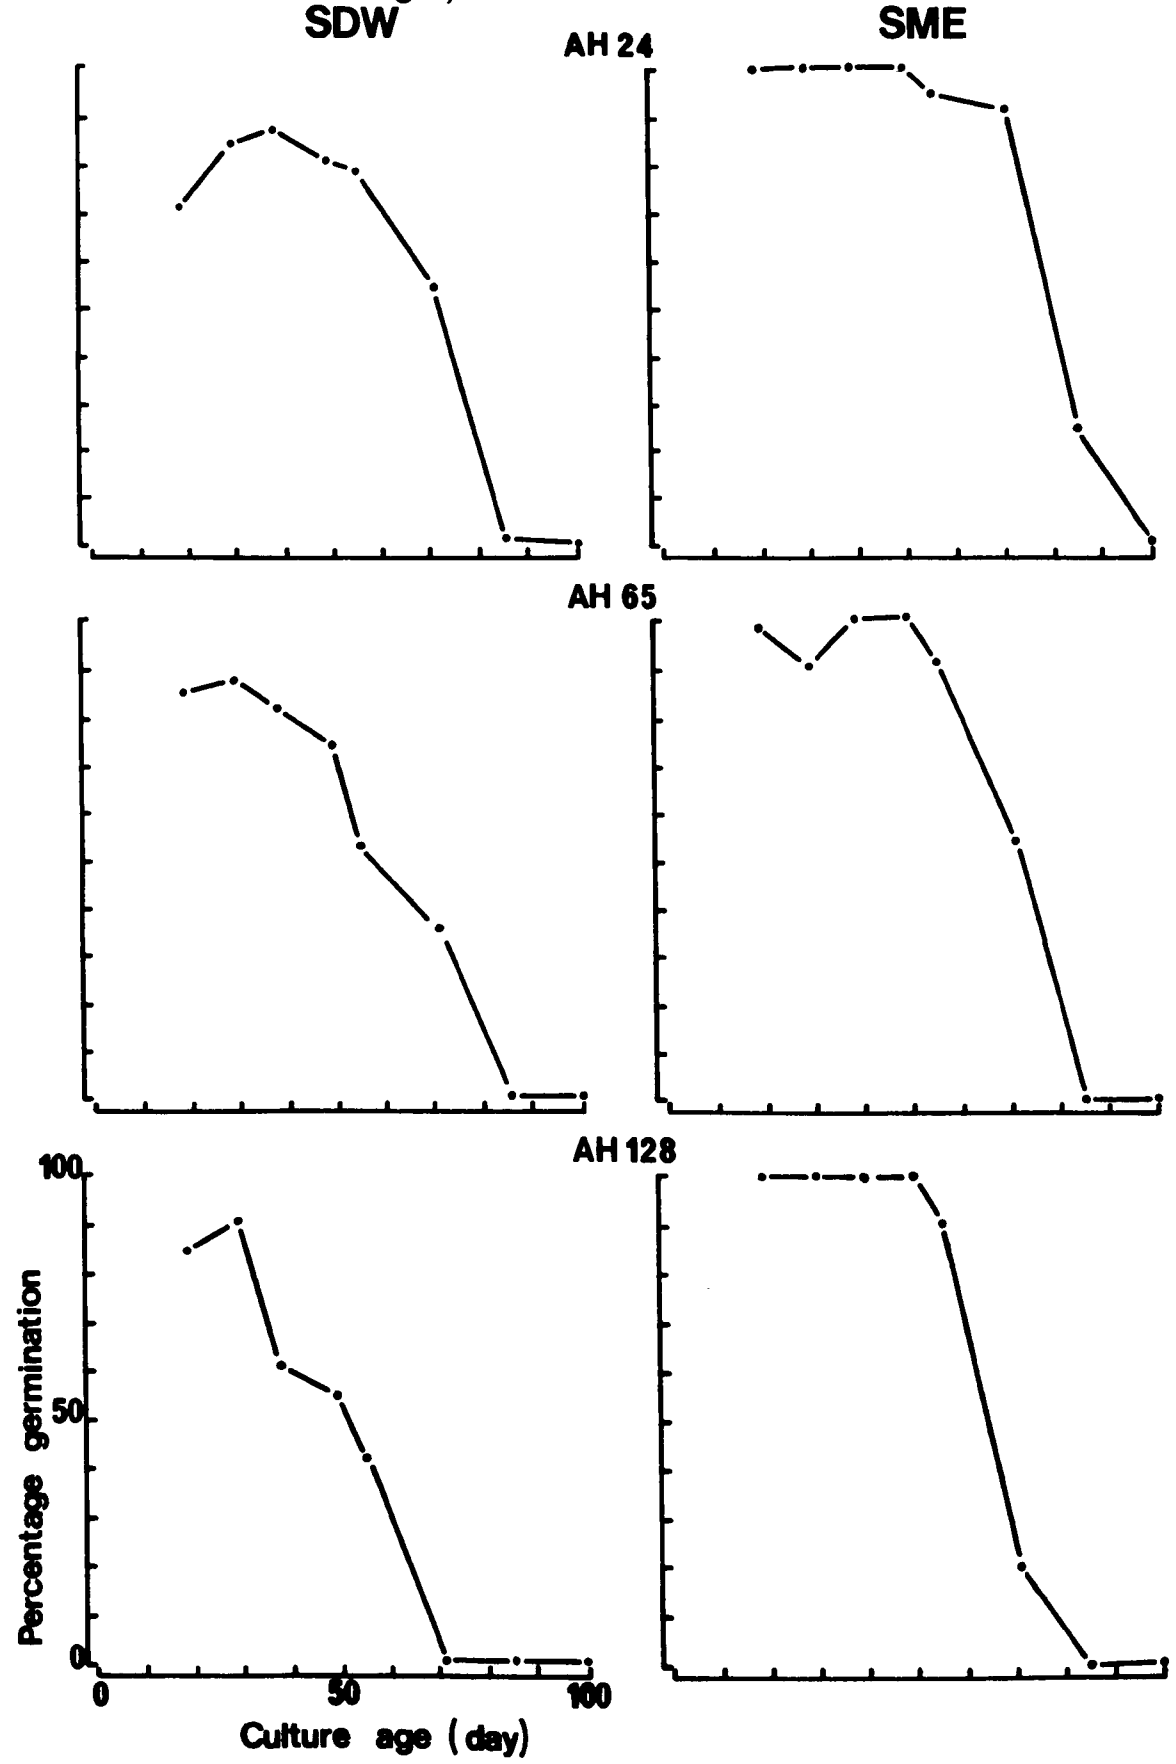 SDW
SME
AH 24
AH 65
AH 128
100
50
0
Percentage germination
0 50 100
Culture age (day)